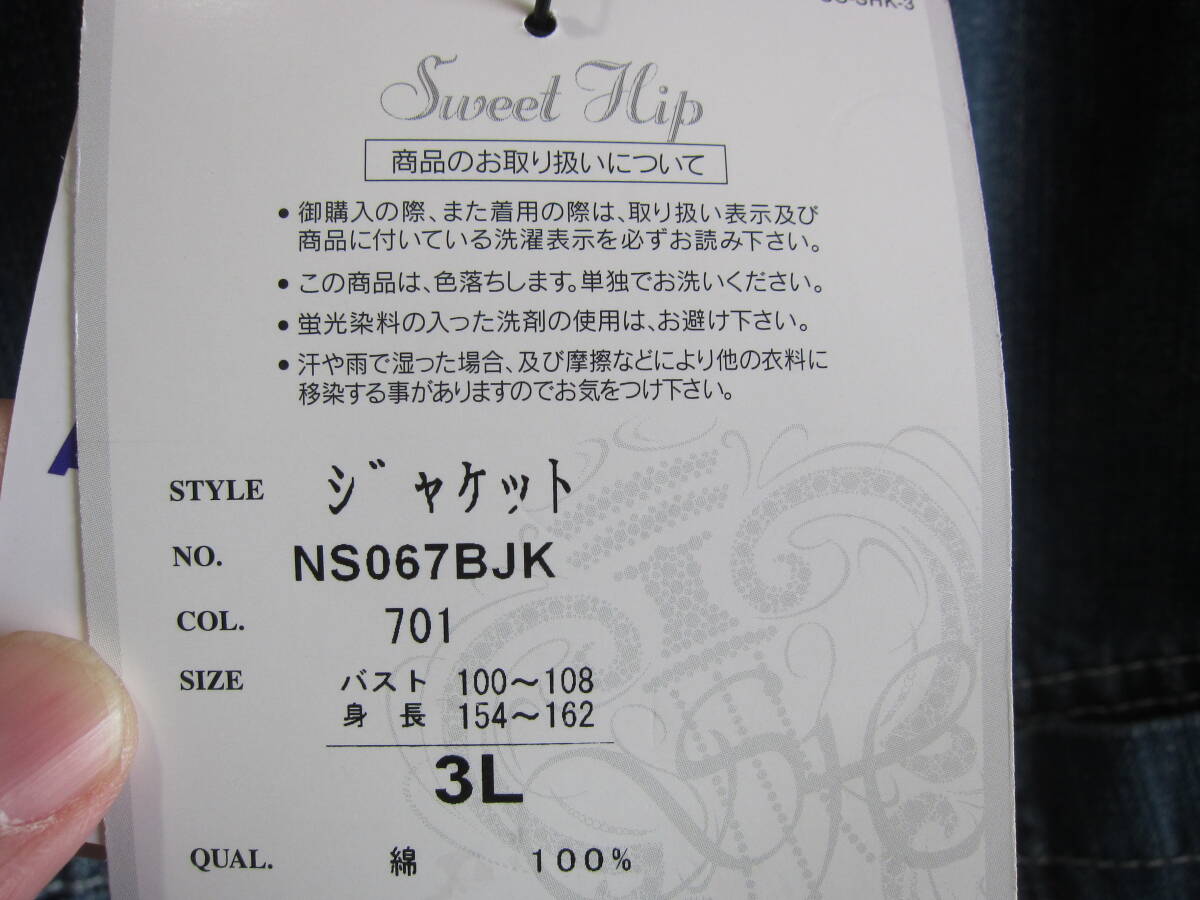 Sweet Hip
商品のお取り扱いについて
• 御購入の際、また着用の際は、取り扱い表示及び
商品に付いている洗濯表示を必ずお読み下さい。
• この商品は、色落ちします。単独でお洗いください。
• 蛍光染料の入った洗剤の使用は、お避け下さい。
• 汗や雨で湿った場合、及び摩擦などにより他の衣料に
移染する事がありますのでお気をつけ下さい。
STYLE ジャケット
NO. NS067BJK
COL. 701
SIZE バスト 100～108
身長 154～162
3L
QUAL. 綿 100%